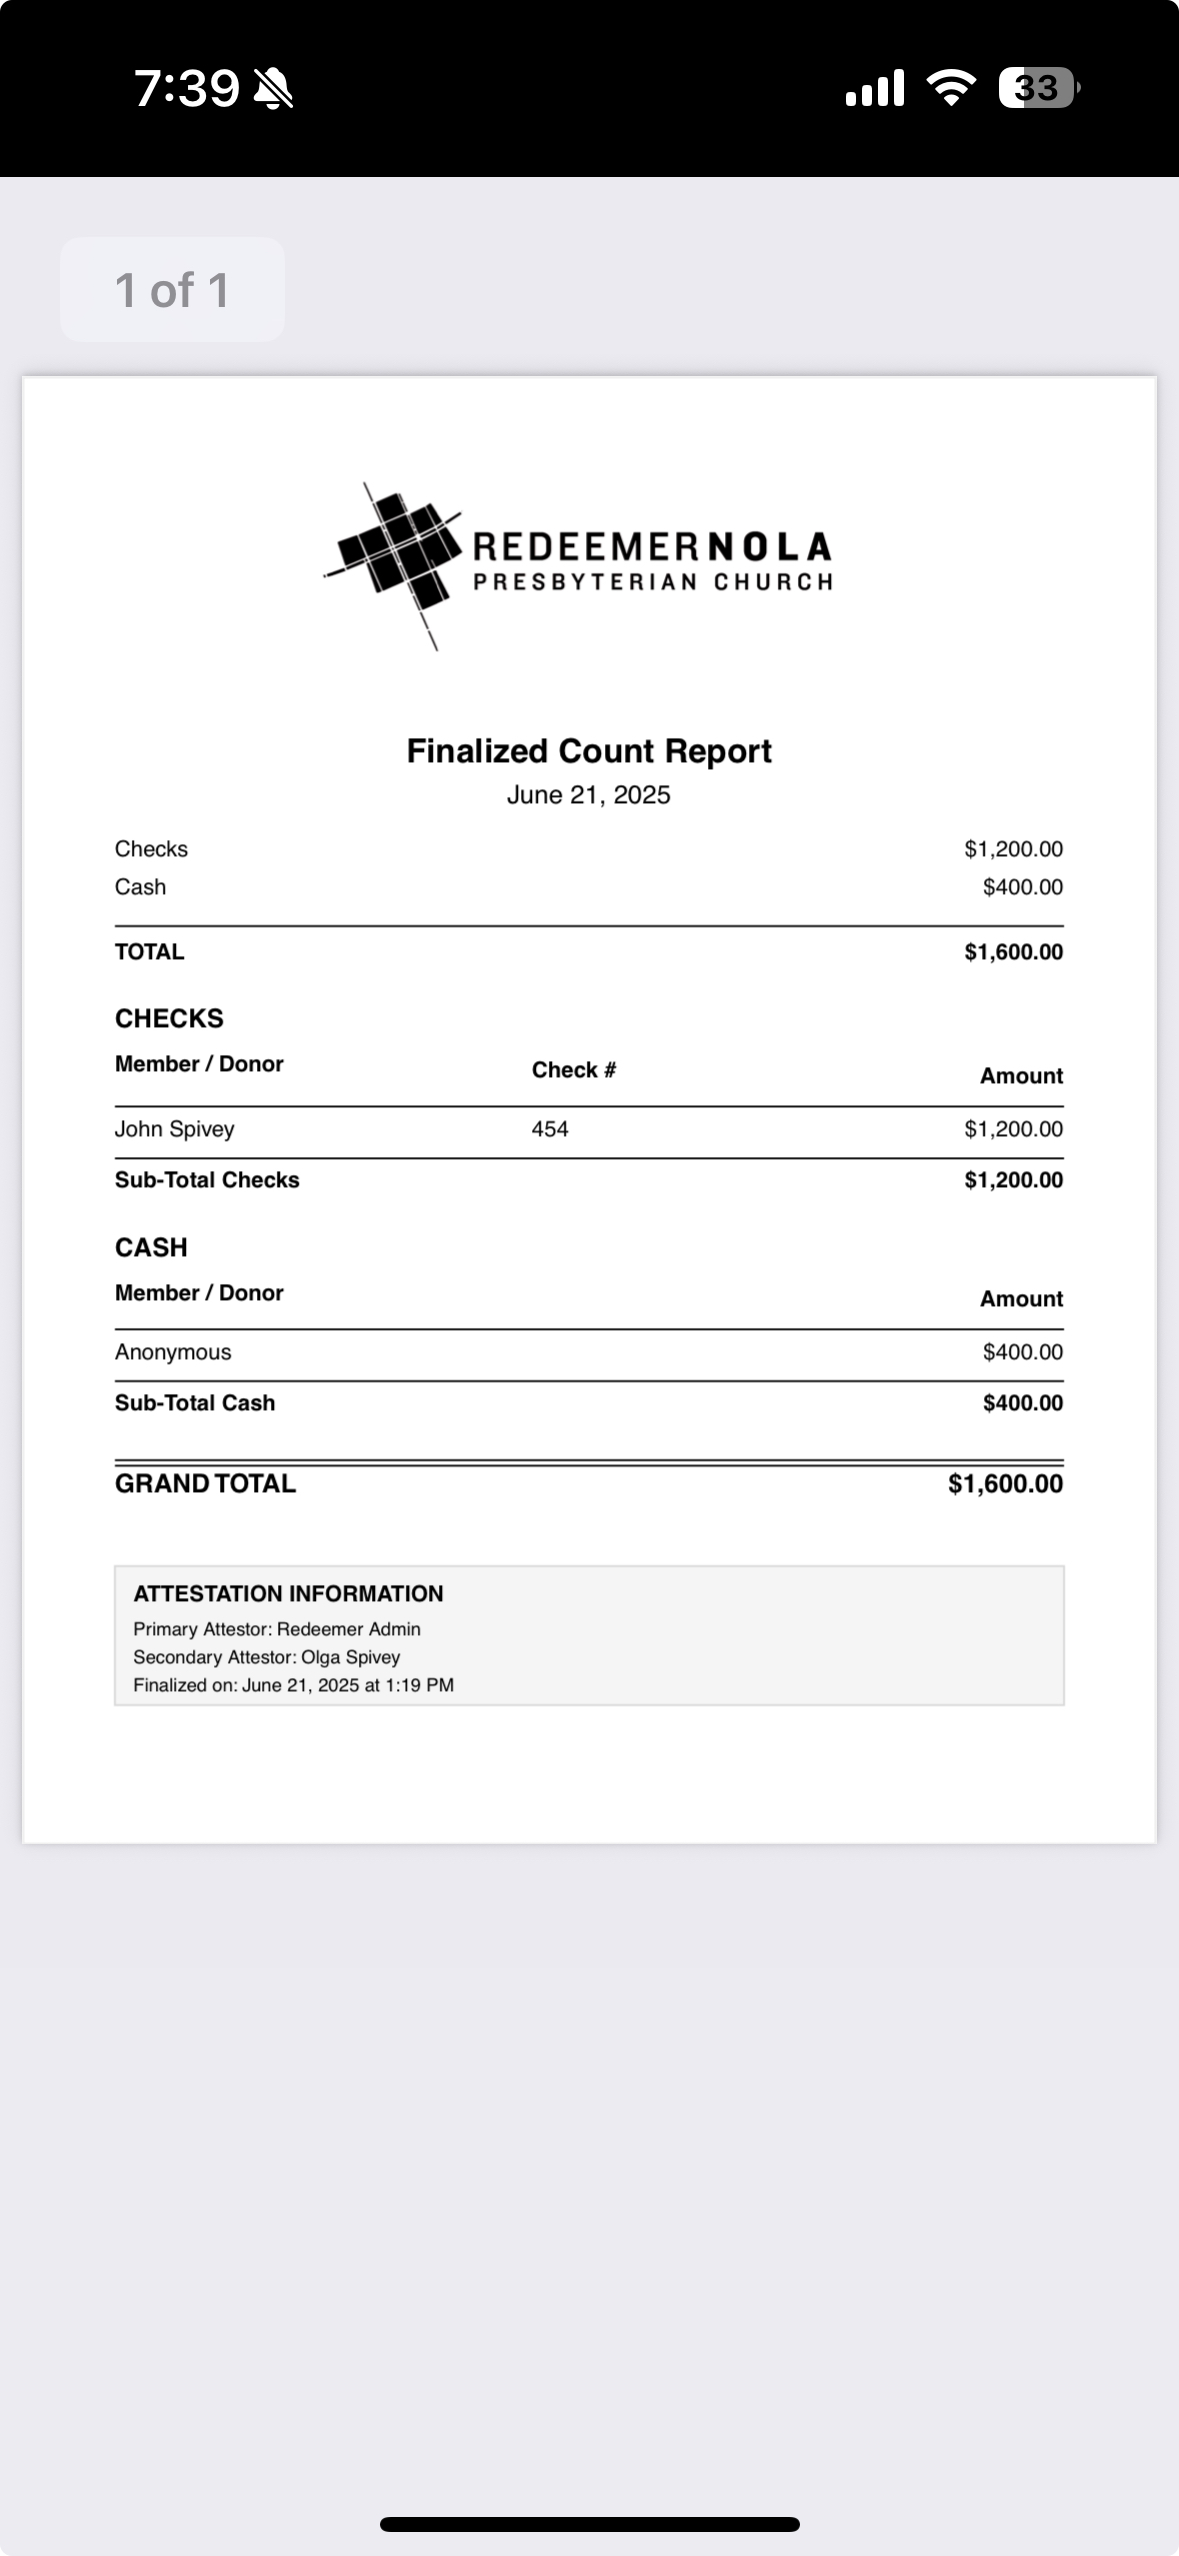 7:39 33
1 of 1
REDEEMERNOLA
PRESBYTERIAN CHURCH
Finalized Count Report
June 21, 2025
Checks $1,200.00
Cash $400.00
TOTAL $1,600.00
CHECKS
Member / Donor Check # Amount
John Spivey 454 $1,200.00
Sub-Total Checks $1,200.00
CASH
Member / Donor Amount
Anonymous $400.00
Sub-Total Cash $400.00
GRAND TOTAL $1,600.00
ATTESTATION INFORMATION
Primary Attestor: Redeemer Admin
Secondary Attestor: Olga Spivey
Finalized on: June 21, 2025 at 1:19 PM